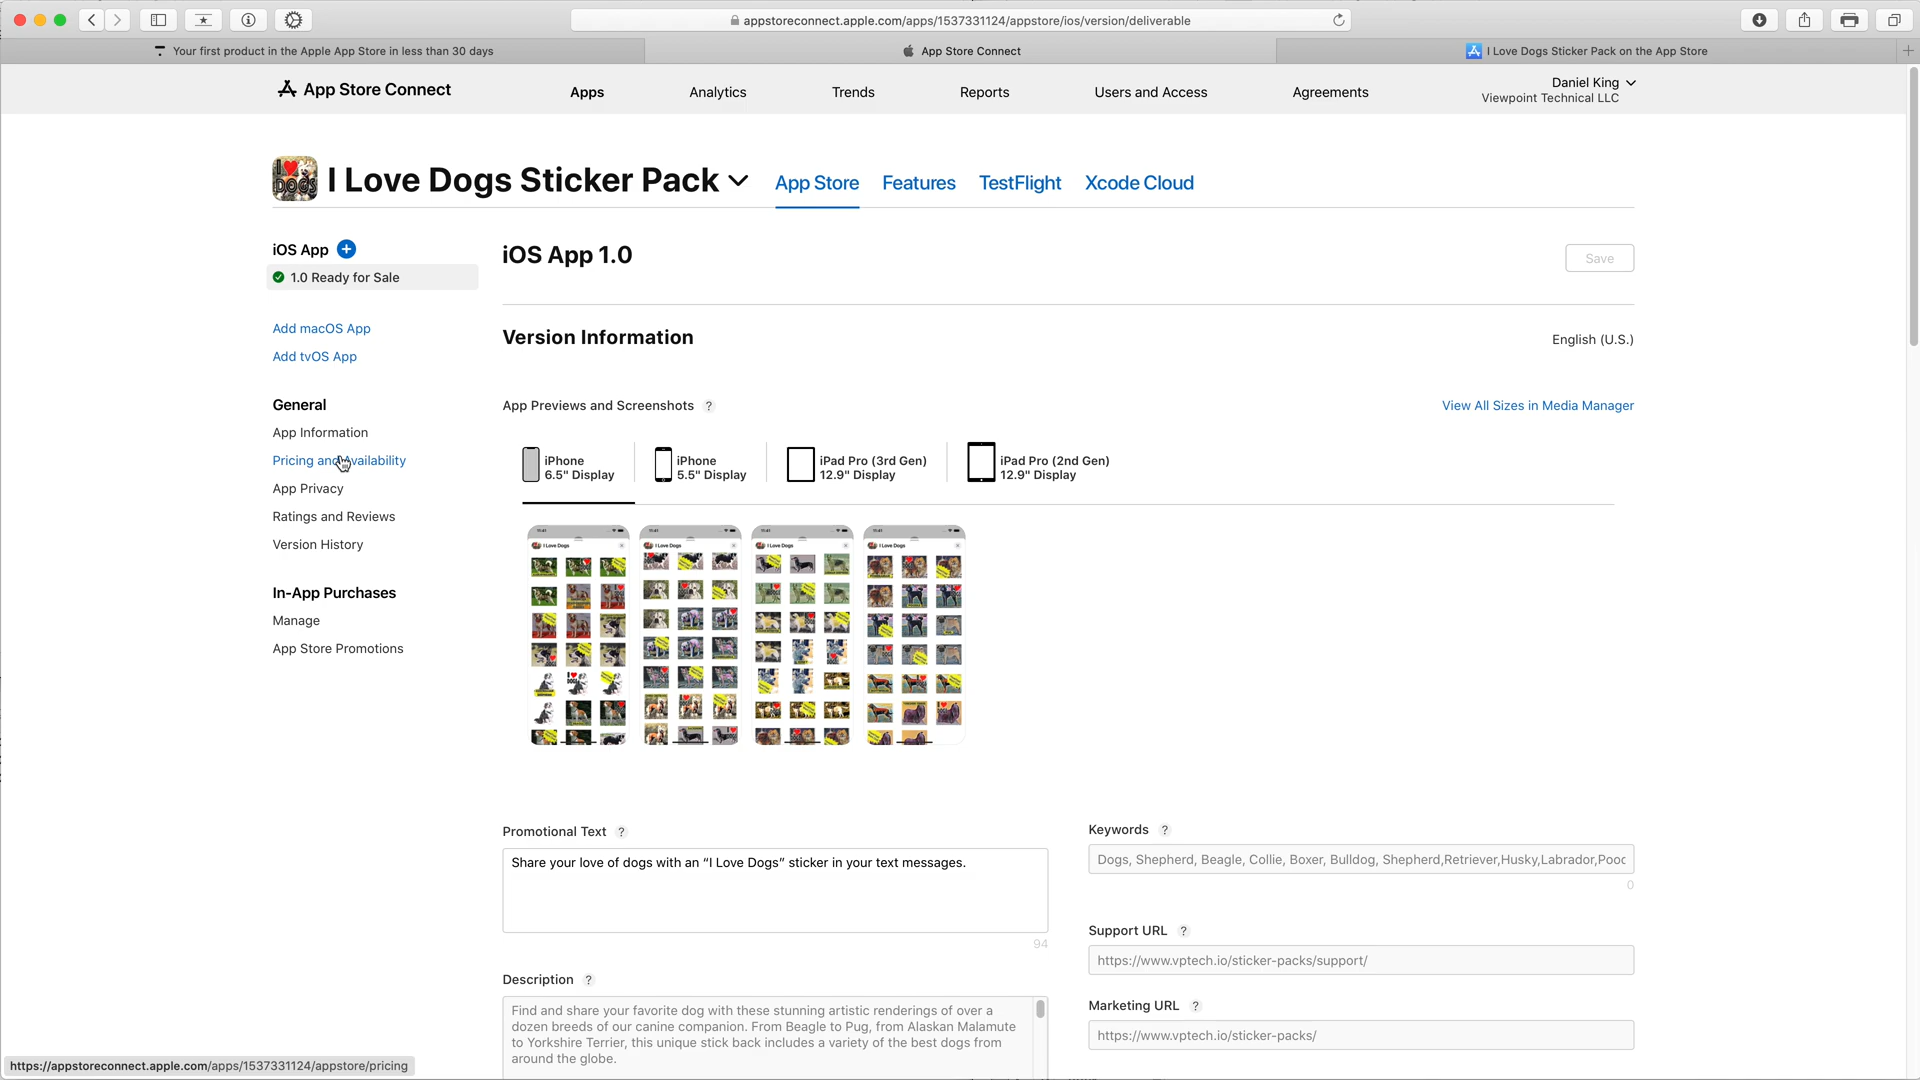 appstoreconnect.apple.com/apps/1537331124/appstore/ios/version/deliverable
Your first product in the Apple App Store in less than 30 days
App Store Connect
I Love Dogs Sticker Pack on the App Store
App Store Connect
Apps
Analytics
Trends
Reports
Users and Access
Agreements
Daniel King
Viewpoint Technical LLC
I Love Dogs Sticker Pack
App Store
Features
TestFlight
Xcode Cloud
iOS App
1.0 Ready for Sale
Add macOS App
Add tvOS App
General
App Information
Pricing and Availability
App Privacy
Ratings and Reviews
Version History
In-App Purchases
Manage
App Store Promotions
iOS App 1.0
Save
Version Information
English (U.S.)
App Previews and Screenshots ?
View All Sizes in Media Manager
iPhone
6.5" Display
iPhone
5.5" Display
iPad Pro (3rd Gen)
12.9" Display
iPad Pro (2nd Gen)
12.9" Display
I Love Dogs
I Love Dogs
I Love Dogs
I Love Dogs
Promotional Text ?
Share your love of dogs with an “I Love Dogs” sticker in your text messages.
94
Description ?
Find and share your favorite dog with these stunning artistic renderings of over a
dozen breeds of our canine companion. From Beagle to Pug, from Alaskan Malamute
to Yorkshire Terrier, this unique stick back includes a variety of the best dogs from
around the globe.
Keywords ?
Dogs, Shepherd, Beagle, Collie, Boxer, Bulldog, Shepherd,Retriever,Husky,Labrador,Pooc
0
Support URL ?
https://www.vptech.io/sticker-packs/support/
Marketing URL ?
https://www.vptech.io/sticker-packs/
https://appstoreconnect.apple.com/apps/1537331124/appstore/pricing